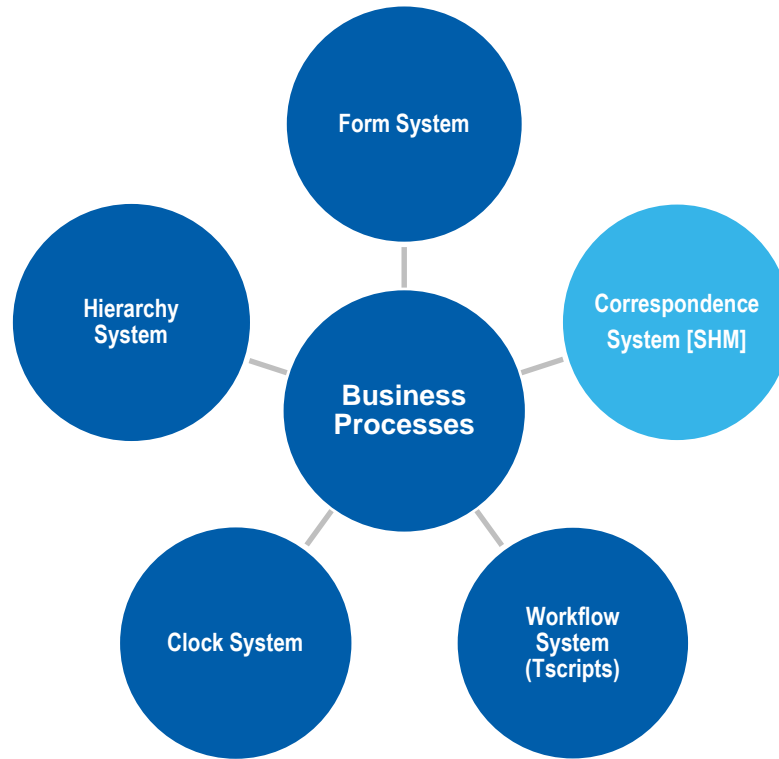 Form System
Hierarchy
System
Correspondence
System [SHM]
Business
Processes
Clock System
Workflow
System
(Tscripts)